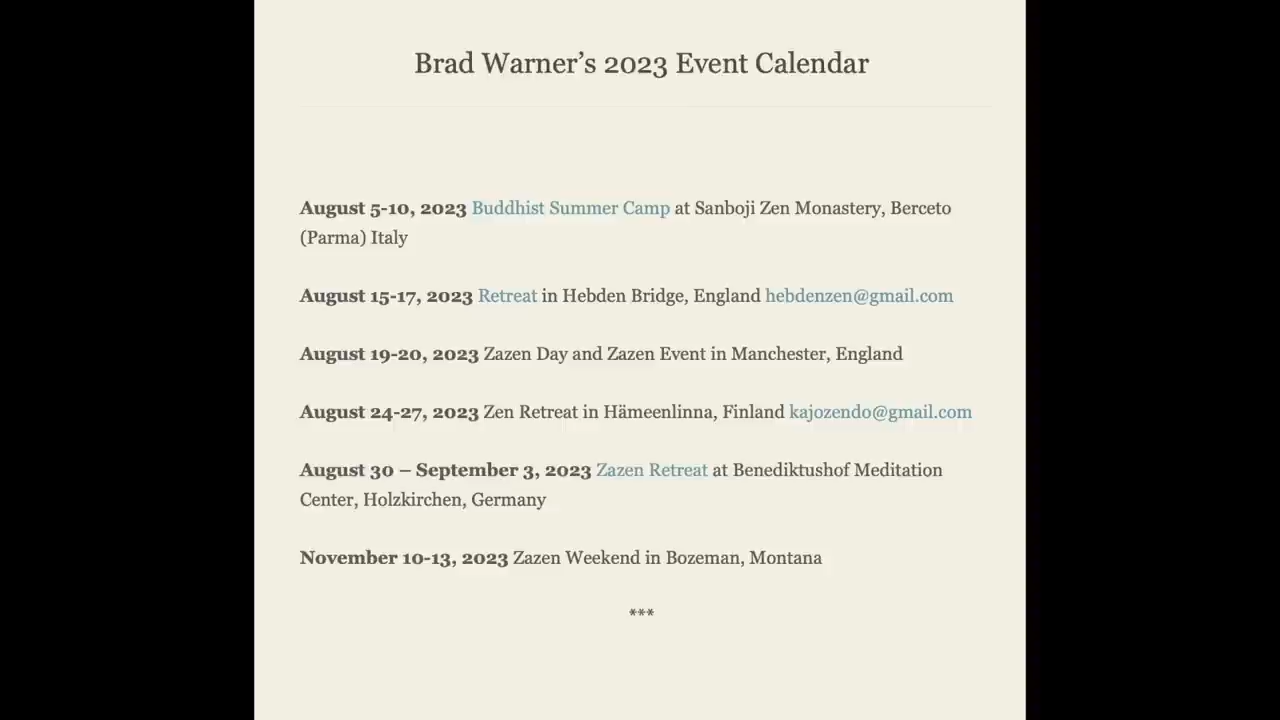 Brad Warner’s 2023 Event Calendar
August 5-10, 2023 Buddhist Summer Camp at Sanboji Zen Monastery, Berceto
(Parma) Italy
August 15-17, 2023 Retreat in Hebden Bridge, England hebdenzen@gmail.com
August 19-20, 2023 Zazen Day and Zazen Event in Manchester, England
August 24-27, 2023 Zen Retreat in Hämeenlinna, Finland kajozendo@gmail.com
August 30 – September 3, 2023 Zazen Retreat at Benediktushof Meditation
Center, Holzkirchen, Germany
November 10-13, 2023 Zazen Weekend in Bozeman, Montana
***